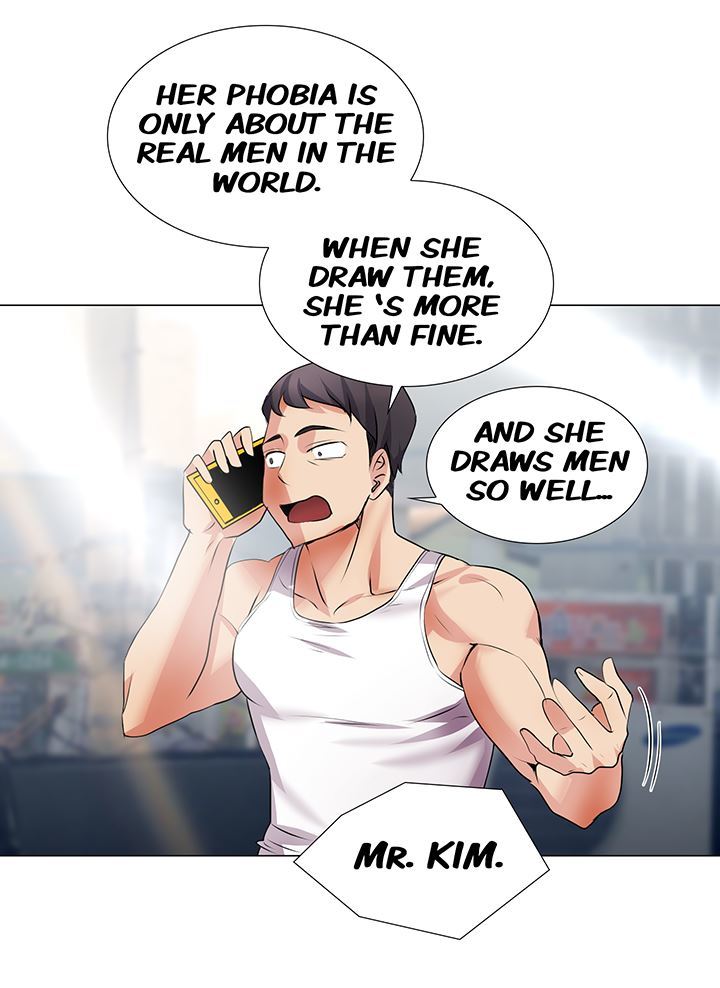 HER PHOBIA IS
ONLY ABOUT THE
REAL MEN IN THE
WORLD.
WHEN SHE
DRAW THEM,
SHE 'S MORE
THAN FINE.
AND SHE
DRAWS MEN
SO WELL...
MR. KIM.